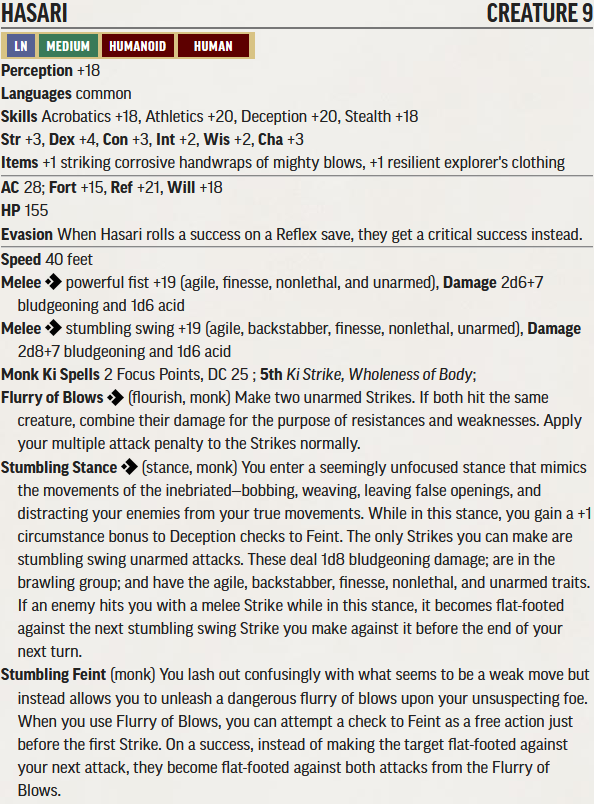 HASARI CREATURE 9
LN MEDIUM HUMANOID HUMAN
Perception +18
Languages common
Skills Acrobatics +18, Athletics +20, Deception +20, Stealth +18
Str +3, Dex +4, Con +3, Int +2, Wis +2, Cha +3
Items +1 striking corrosive handwraps of mighty blows, +1 resilient explorer's clothing
AC 28; Fort +15, Ref +21, Will +18
HP 155
Evasion When Hasari rolls a success on a Reflex save, they get a critical success instead.
Speed 40 feet
Melee powerful fist +19 (agile, finesse, nonlethal, and unarmed), Damage 2d6+7
bludgeoning and 1d6 acid
Melee stumbling swing +19 (agile, backstabber, finesse, nonlethal, unarmed), Damage
2d8+7 bludgeoning and 1d6 acid
Monk Ki Spells 2 Focus Points, DC 25 ; 5th Ki Strike, Wholeness of Body;
Flurry of Blows (flourish, monk) Make two unarmed Strikes. If both hit the same
creature, combine their damage for the purpose of resistances and weaknesses. Apply
your multiple attack penalty to the Strikes normally.
Stumbling Stance (stance, monk) You enter a seemingly unfocused stance that mimics
the movements of the inebriated—bobbing, weaving, leaving false openings, and
distracting your enemies from your true movements. While in this stance, you gain a +1
circumstance bonus to Deception checks to Feint. The only Strikes you can make are
stumbling swing unarmed attacks. These deal 1d8 bludgeoning damage; are in the
brawling group; and have the agile, backstabber, finesse, nonlethal, and unarmed traits.
If an enemy hits you with a melee Strike while in this stance, it becomes flat-footed
against the next stumbling swing Strike you make against it before the end of your
next turn.
Stumbling Feint (monk) You lash out confusingly with what seems to be a weak move but
instead allows you to unleash a dangerous flurry of blows upon your unsuspecting foe.
When you use Flurry of Blows, you can attempt a check to Feint as a free action just
before the first Strike. On a success, instead of making the target flat-footed against
your next attack, they become flat-footed against both attacks from the Flurry of
Blows.